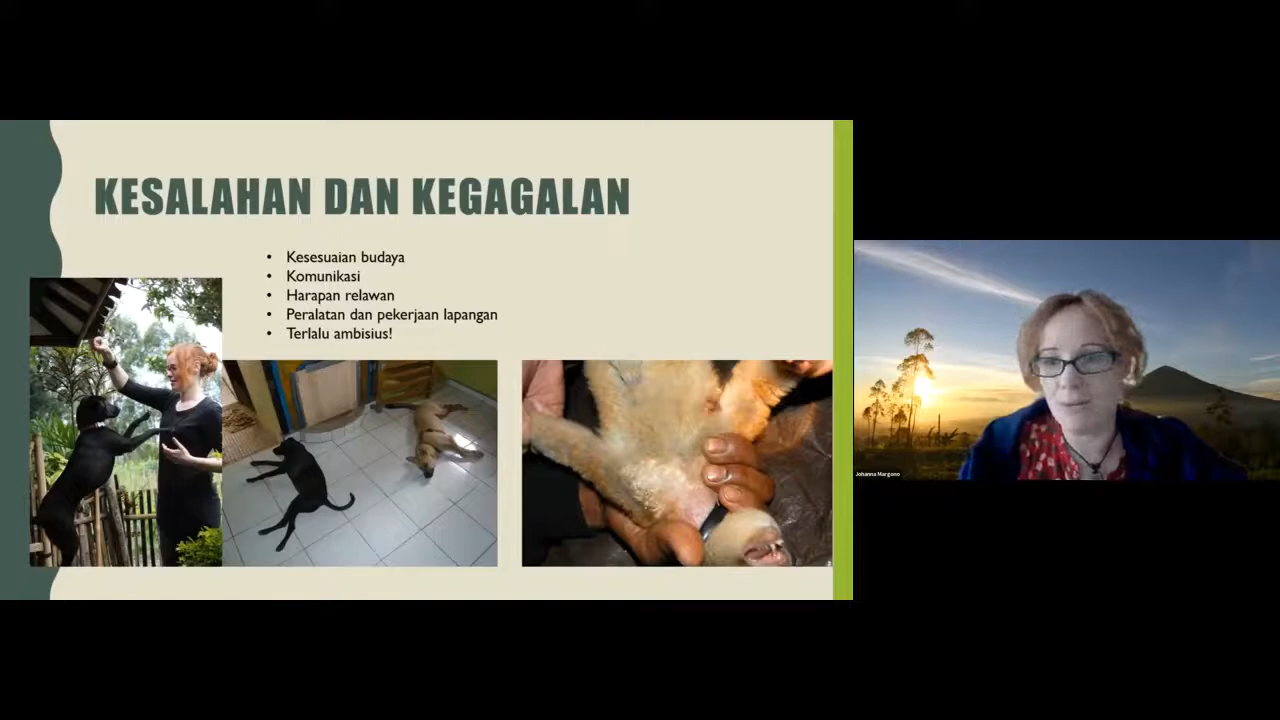 KESALAHAN DAN KEGAGALAN
• Kesesuaian budaya
• Komunikasi
• Harapan relawan
• Peralatan dan pekerjaan lapangan
• Terlalu ambisius!
Johanna Margono